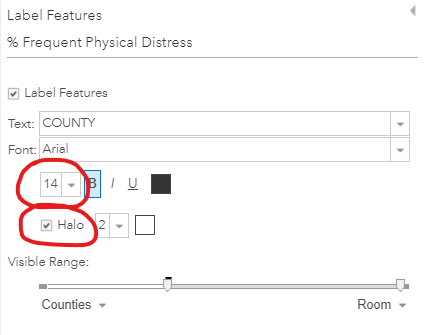 Label Features
% Frequent Physical Distress
Label Features
Text: COUNTY
Font: Arial
14 B I U
Halo 2
Visible Range:
Counties Room